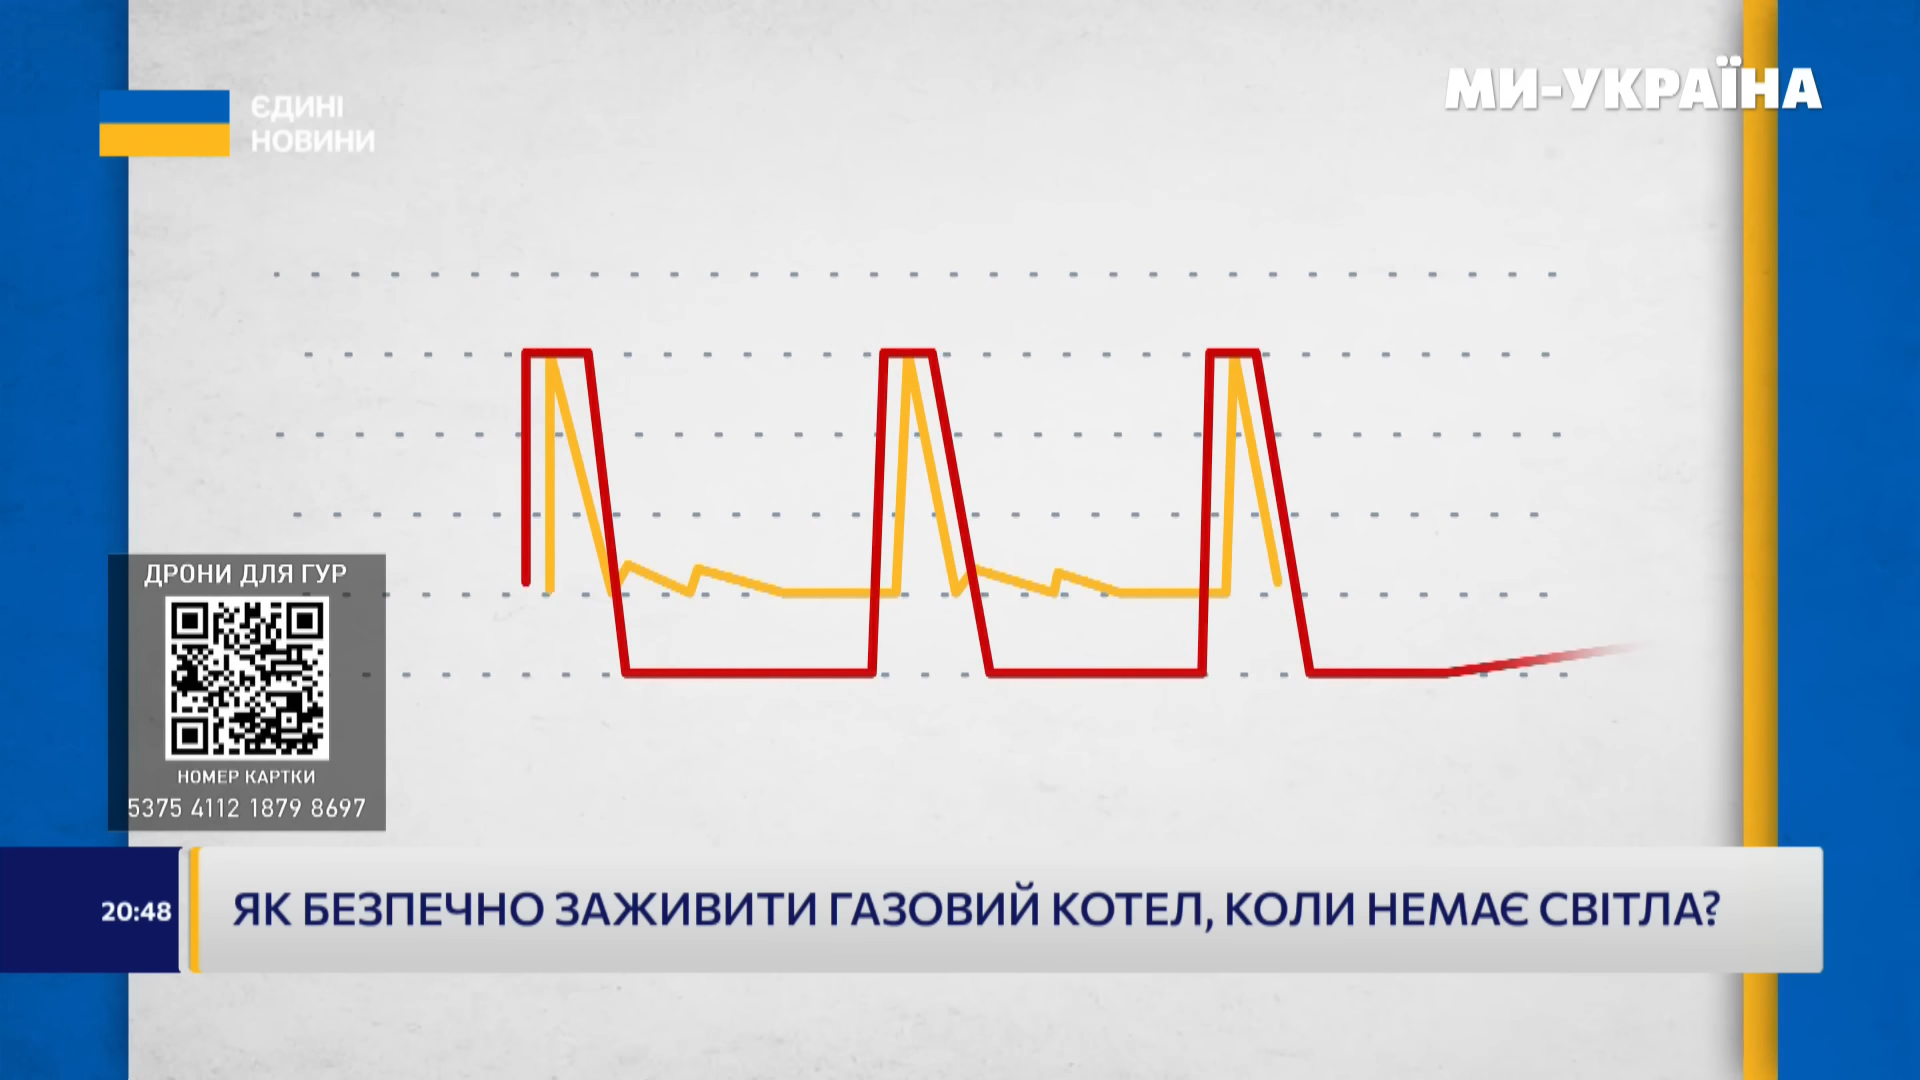 ЄДИНІ
НОВИНИ
МИ-УКРАЇНА
ДРОНИ ДЛЯ ГУР
НОМЕР КАРТКИ
5375 4112 1879 8697
20:48
ЯК БЕЗПЕЧНО ЗАЖИВИТИ ГАЗОВИЙ КОТЕЛ, КОЛИ НЕМАЄ СВІТЛА?